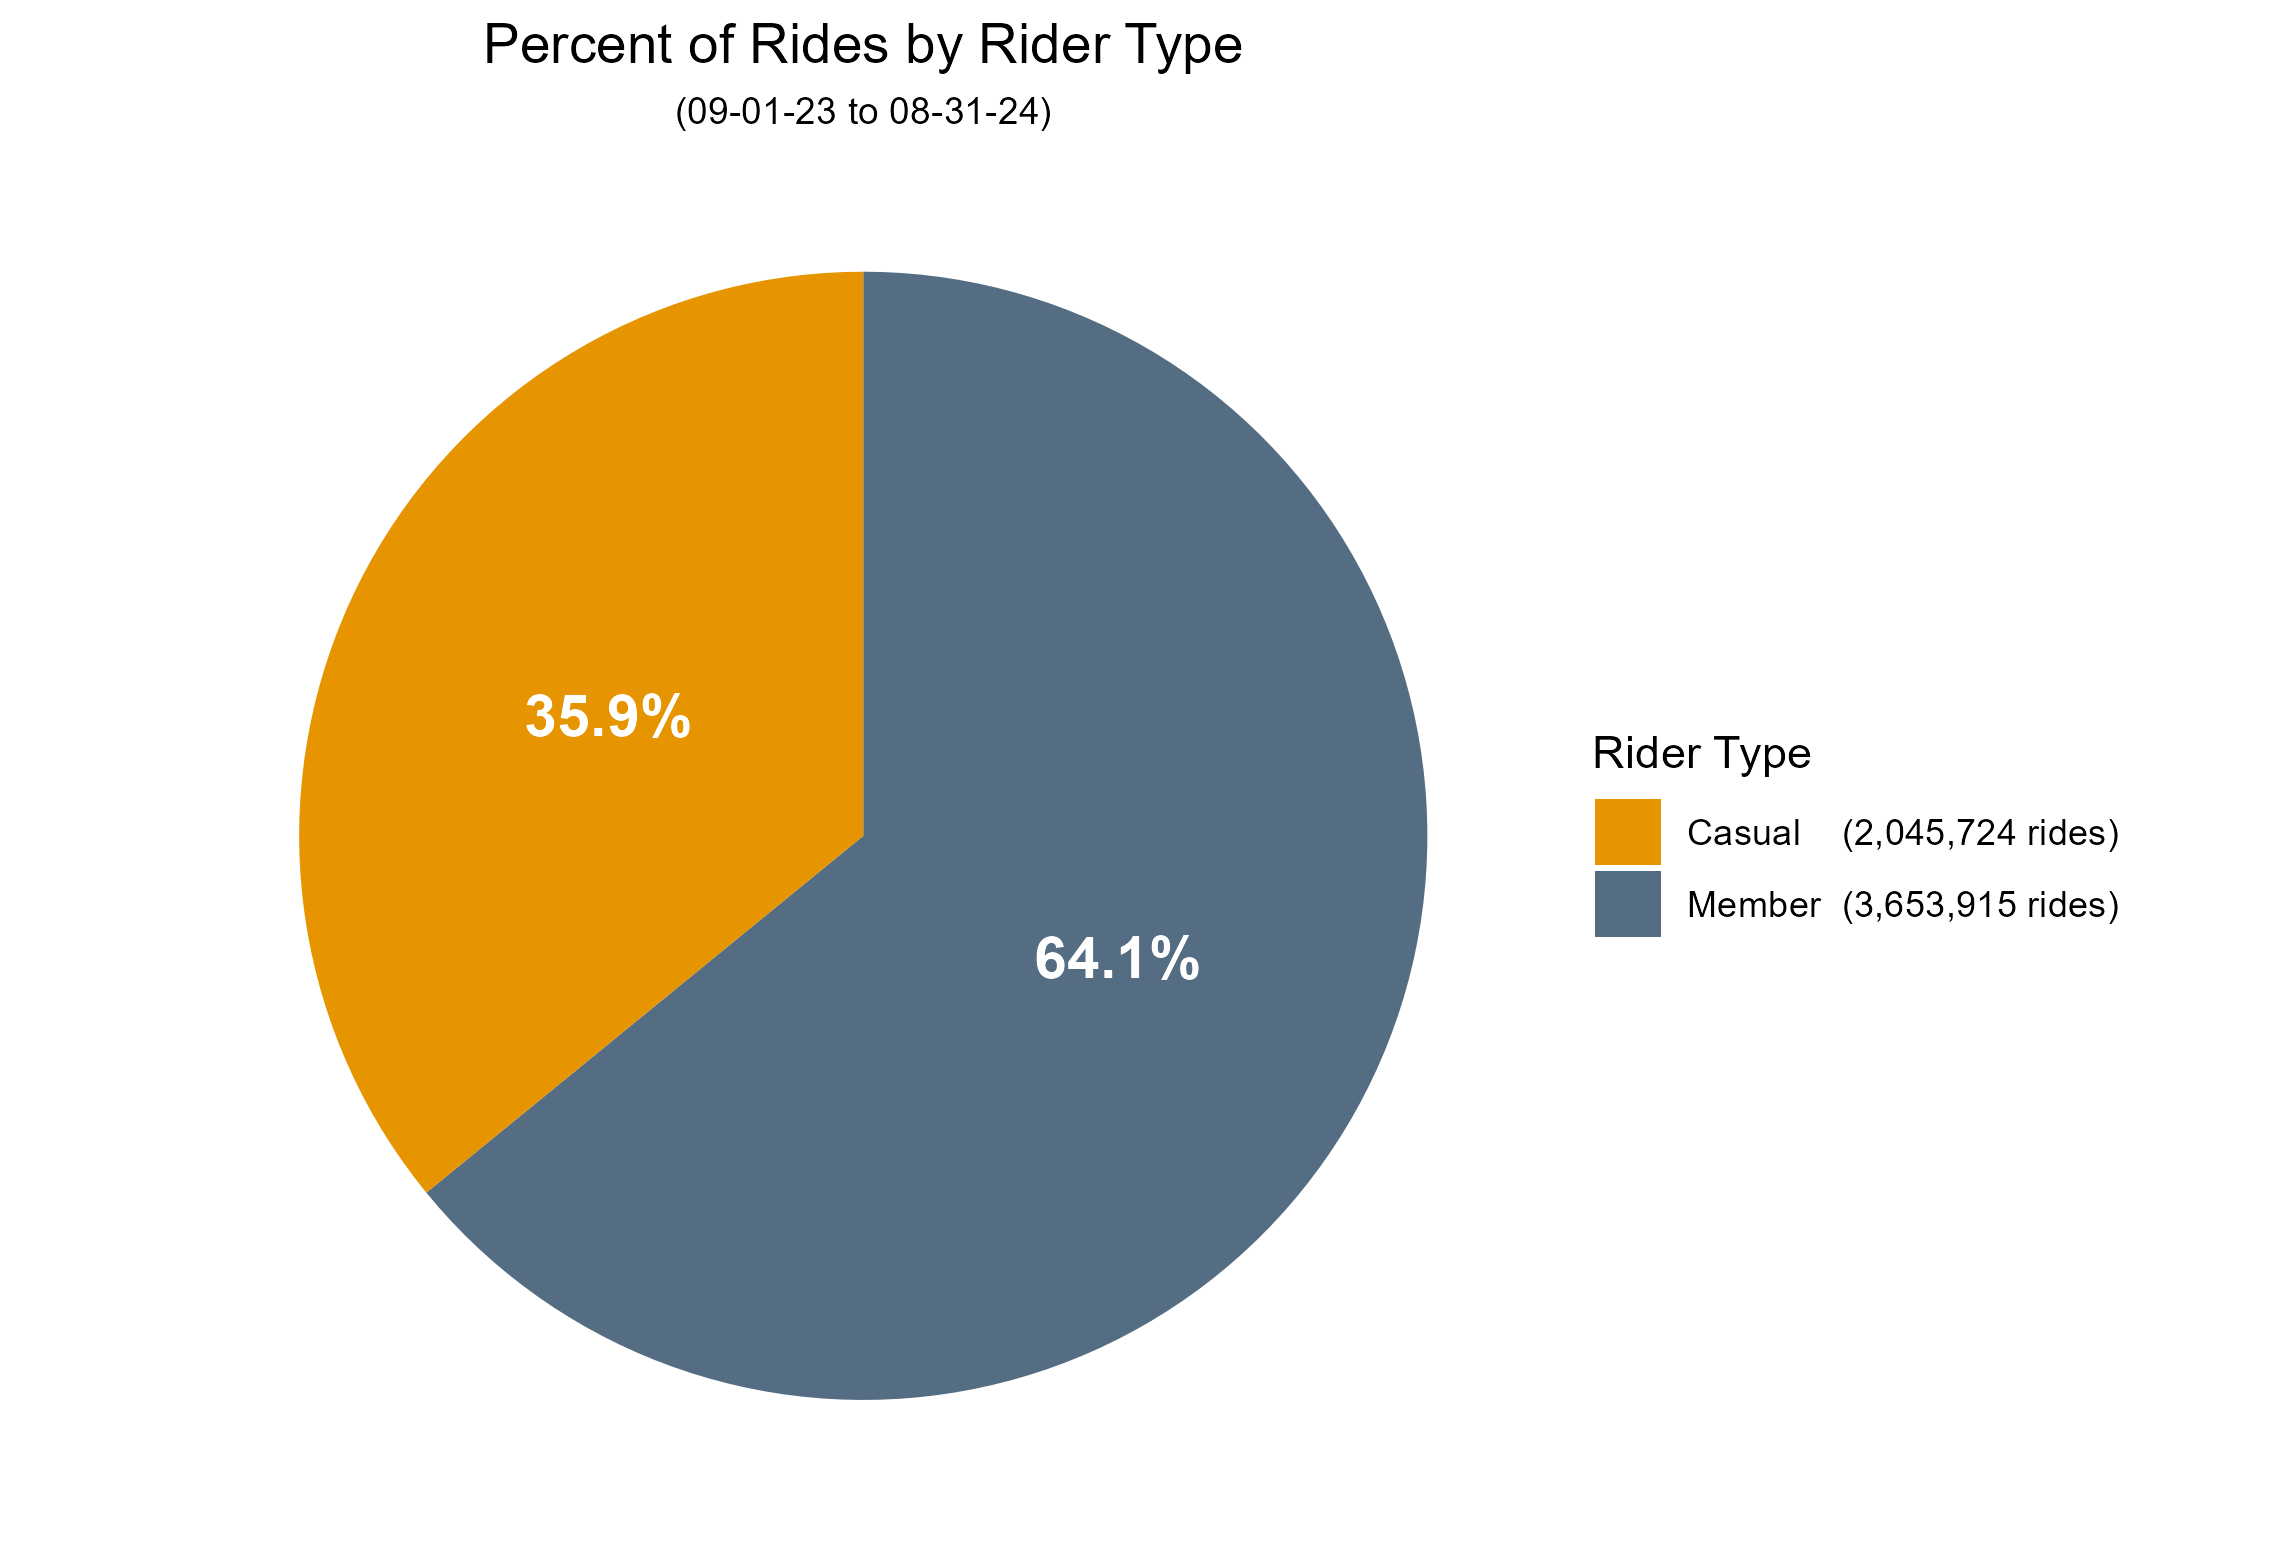 Percent of Rides by Rider Type
(09-01-23 to 08-31-24)
35.9%
64.1%
Rider Type
Casual (2,045,724 rides)
Member (3,653,915 rides)